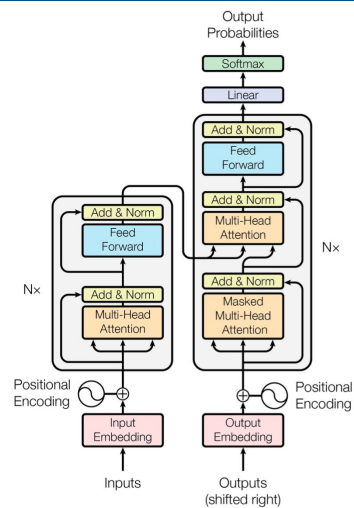 Output
Probabilities
Softmax
Linear
Add & Norm
Feed
Forward
Add & Norm
Multi-Head
Attention
Add & Norm
Masked
Multi-Head
Attention
N×
Add & Norm
Feed
Forward
Add & Norm
Multi-Head
Attention
N×
Positional
Encoding
Positional
Encoding
Input
Embedding
Output
Embedding
Inputs
Outputs
(shifted right)